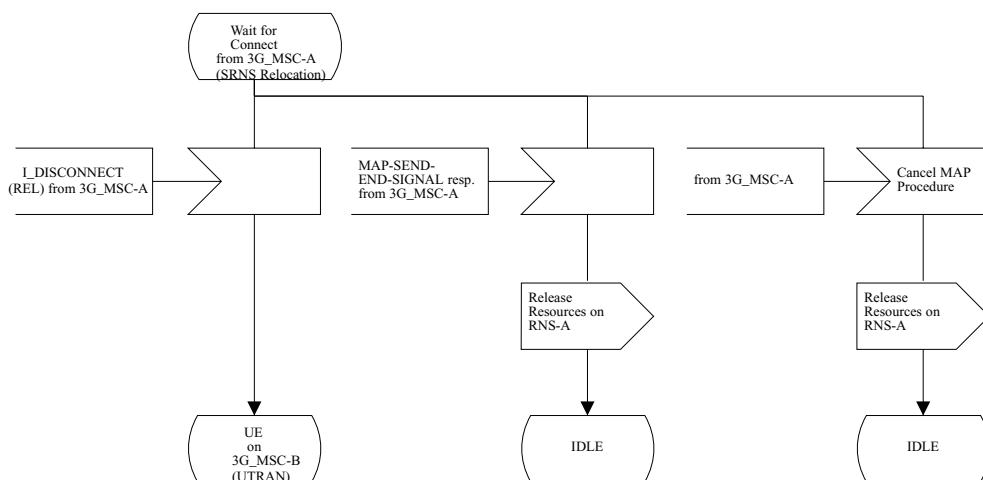 Wait for
Connect
from 3G_MSC-A
(SRNS Relocation)
I_DISCONNECT
(REL) from 3G_MSC-A
MAP-SEND-
END-SIGNAL resp.
from 3G_MSC-A
from 3G_MSC-A
Cancel MAP
Procedure
Release
Resources on
RNS-A
Release
Resources on
RNS-A
UE
on
3G_MSC-B
(UTRAN)
IDLE
IDLE